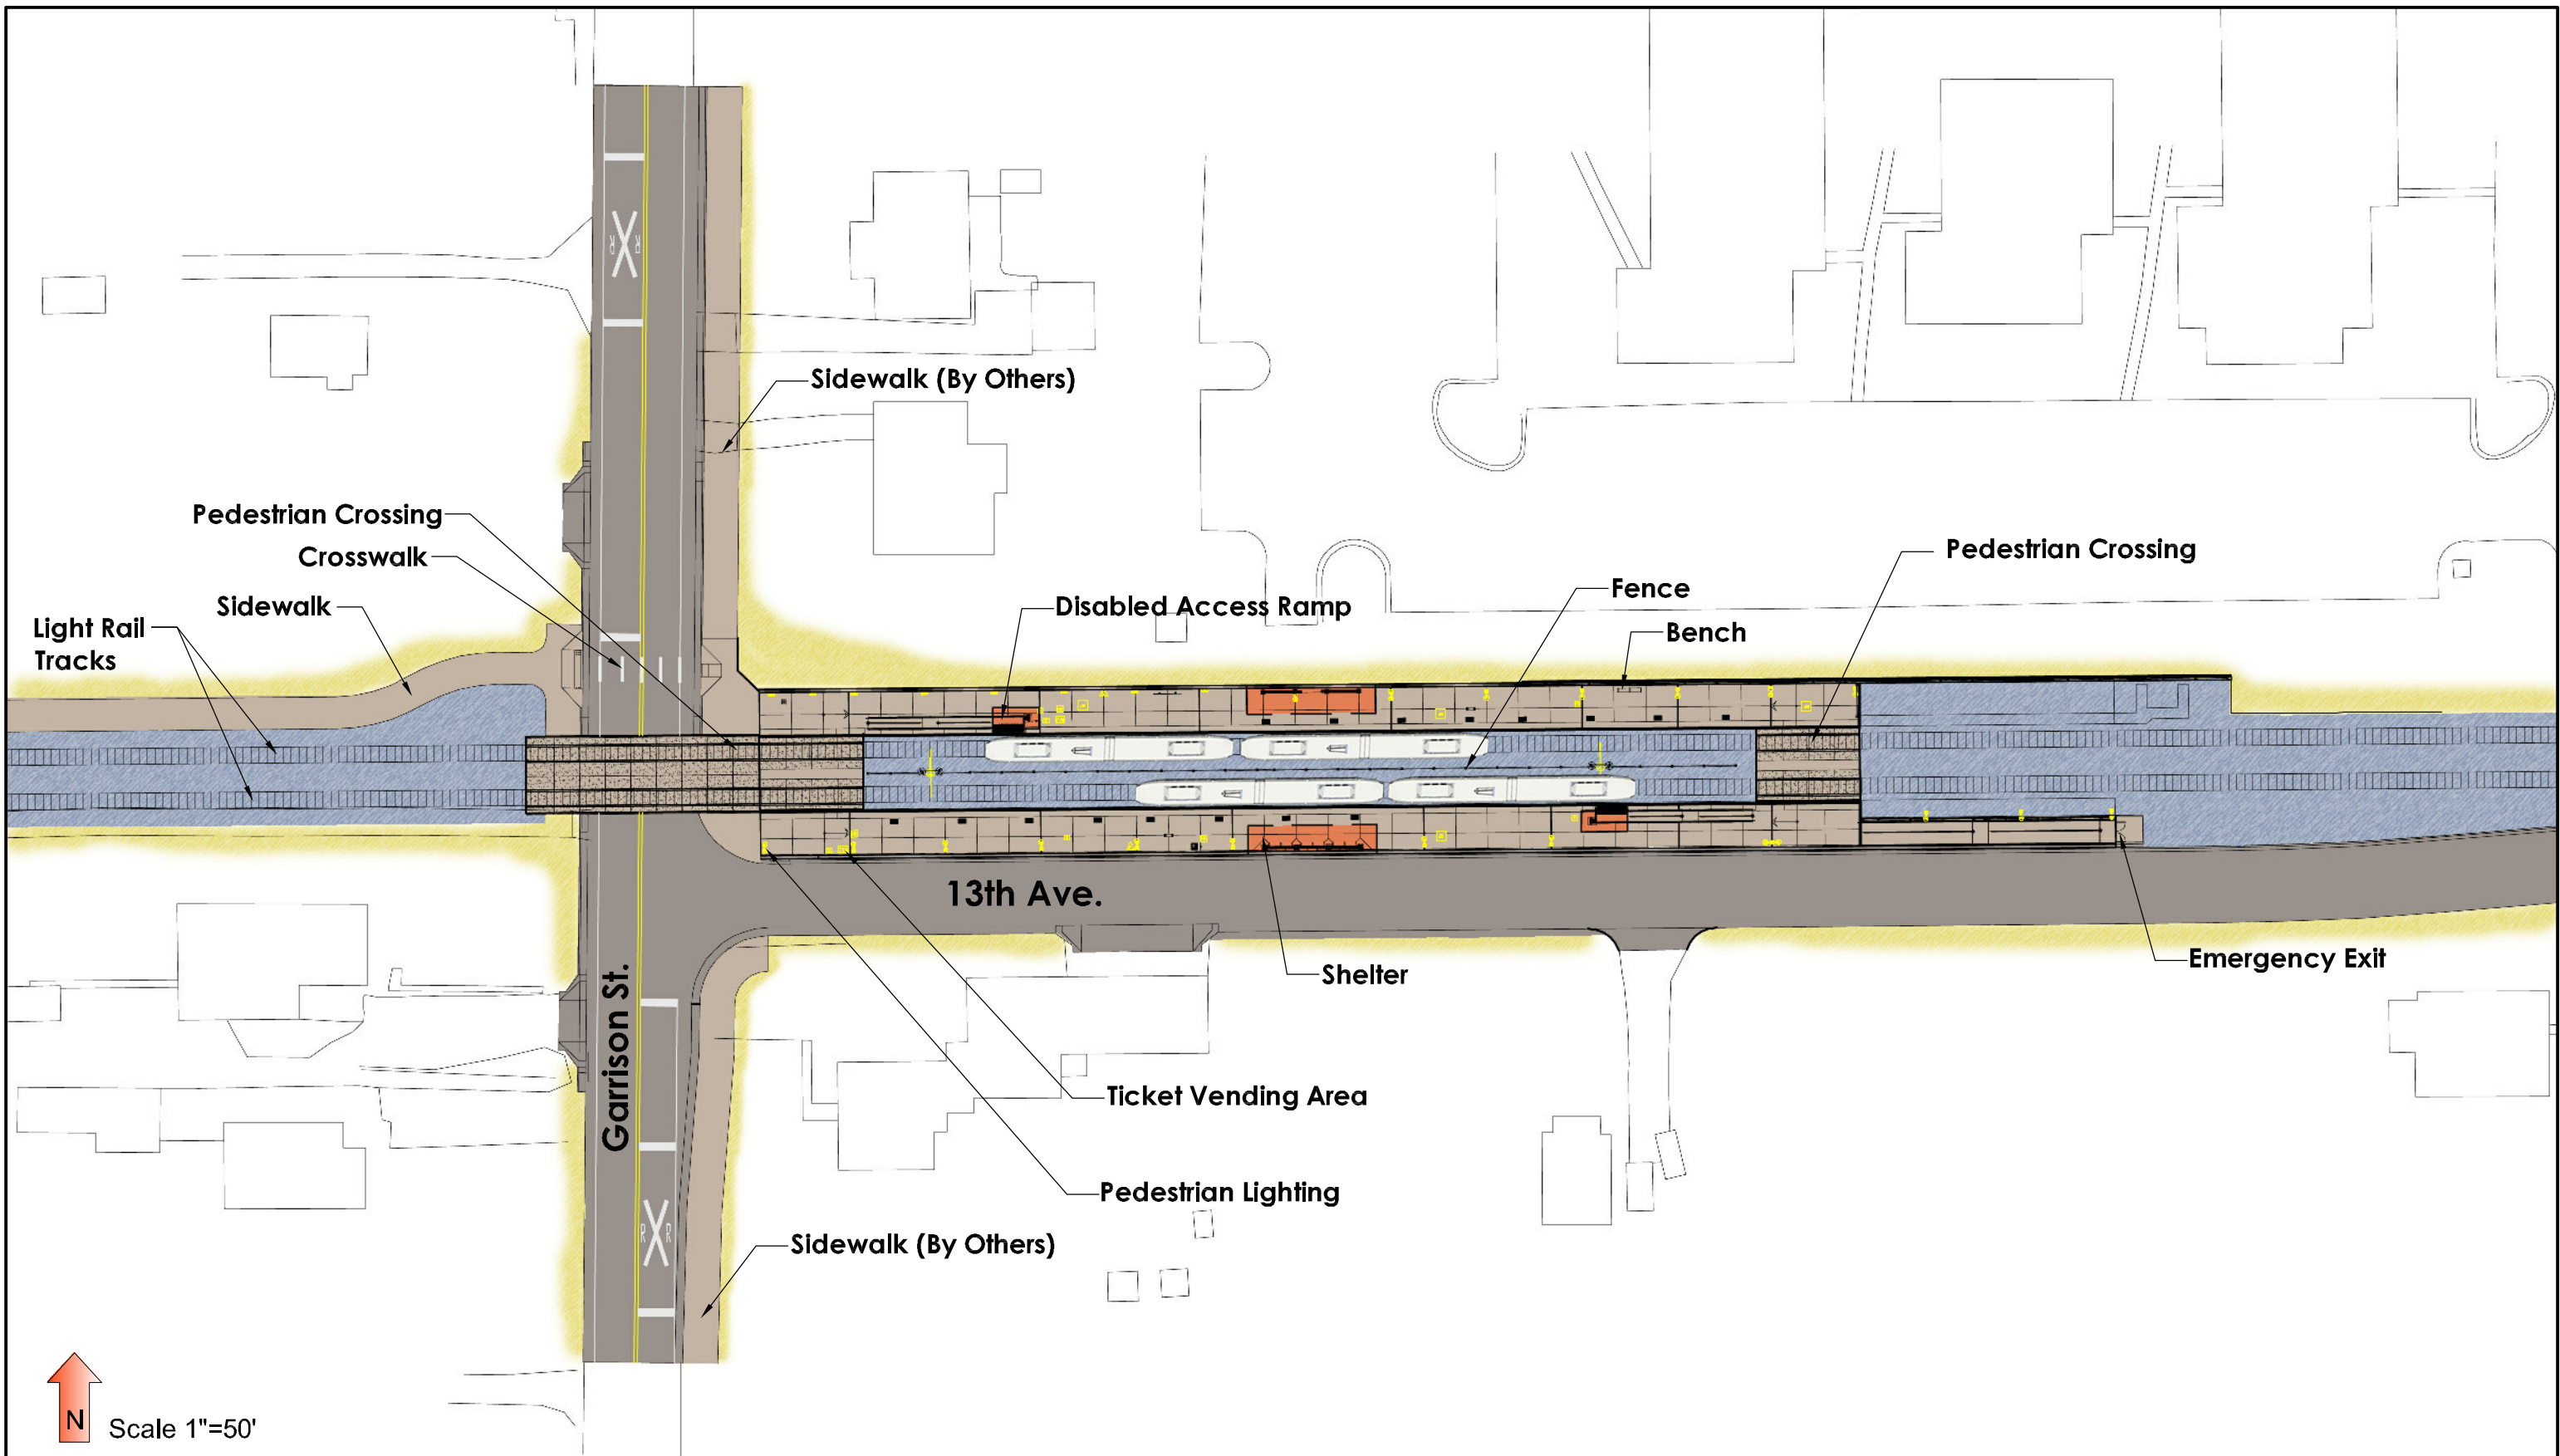 Sidewalk (By Others)
Pedestrian Crossing
Crosswalk
Sidewalk
Light Rail
Tracks
Disabled Access Ramp
Fence
Bench
Pedestrian Crossing
13th Ave.
Garrison St.
Shelter
Emergency Exit
Ticket Vending Area
Pedestrian Lighting
Sidewalk (By Others)
N
Scale 1"=50'